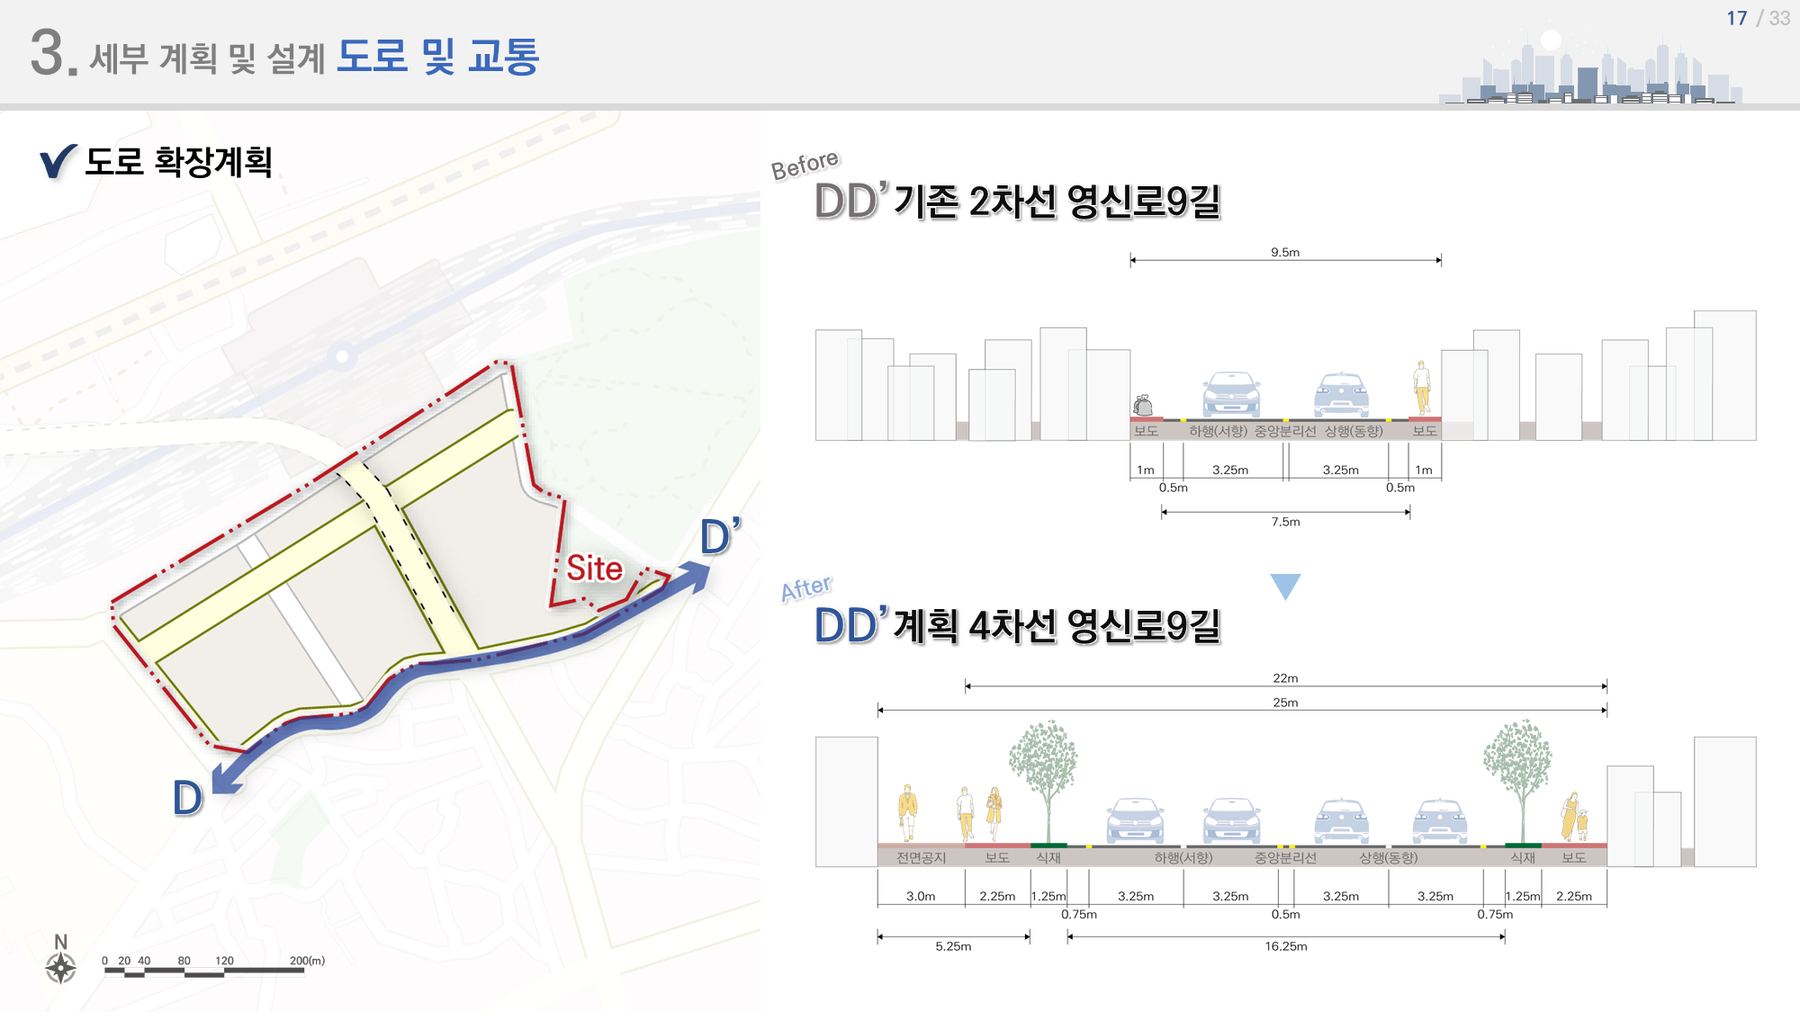 17 / 33
3. 세부 계획 및 설계 도로 및 교통
도로 확장계획
Site
D'
D
N
0 20 40 80 120 200(m)
Before
DD' 기존 2차선 영신로9길
9.5m
보도 하행(서향) 중앙분리선 상행(동향) 보도
1m 3.25m 3.25m 1m
0.5m 0.5m
7.5m
After
DD' 계획 4차선 영신로9길
22m
25m
전면공지 보도 식재 하행(서향) 중앙분리선 상행(동향) 식재 보도
3.0m 2.25m 1.25m 3.25m 3.25m 3.25m 3.25m 1.25m 2.25m
0.75m 0.5m 0.75m
5.25m 16.25m